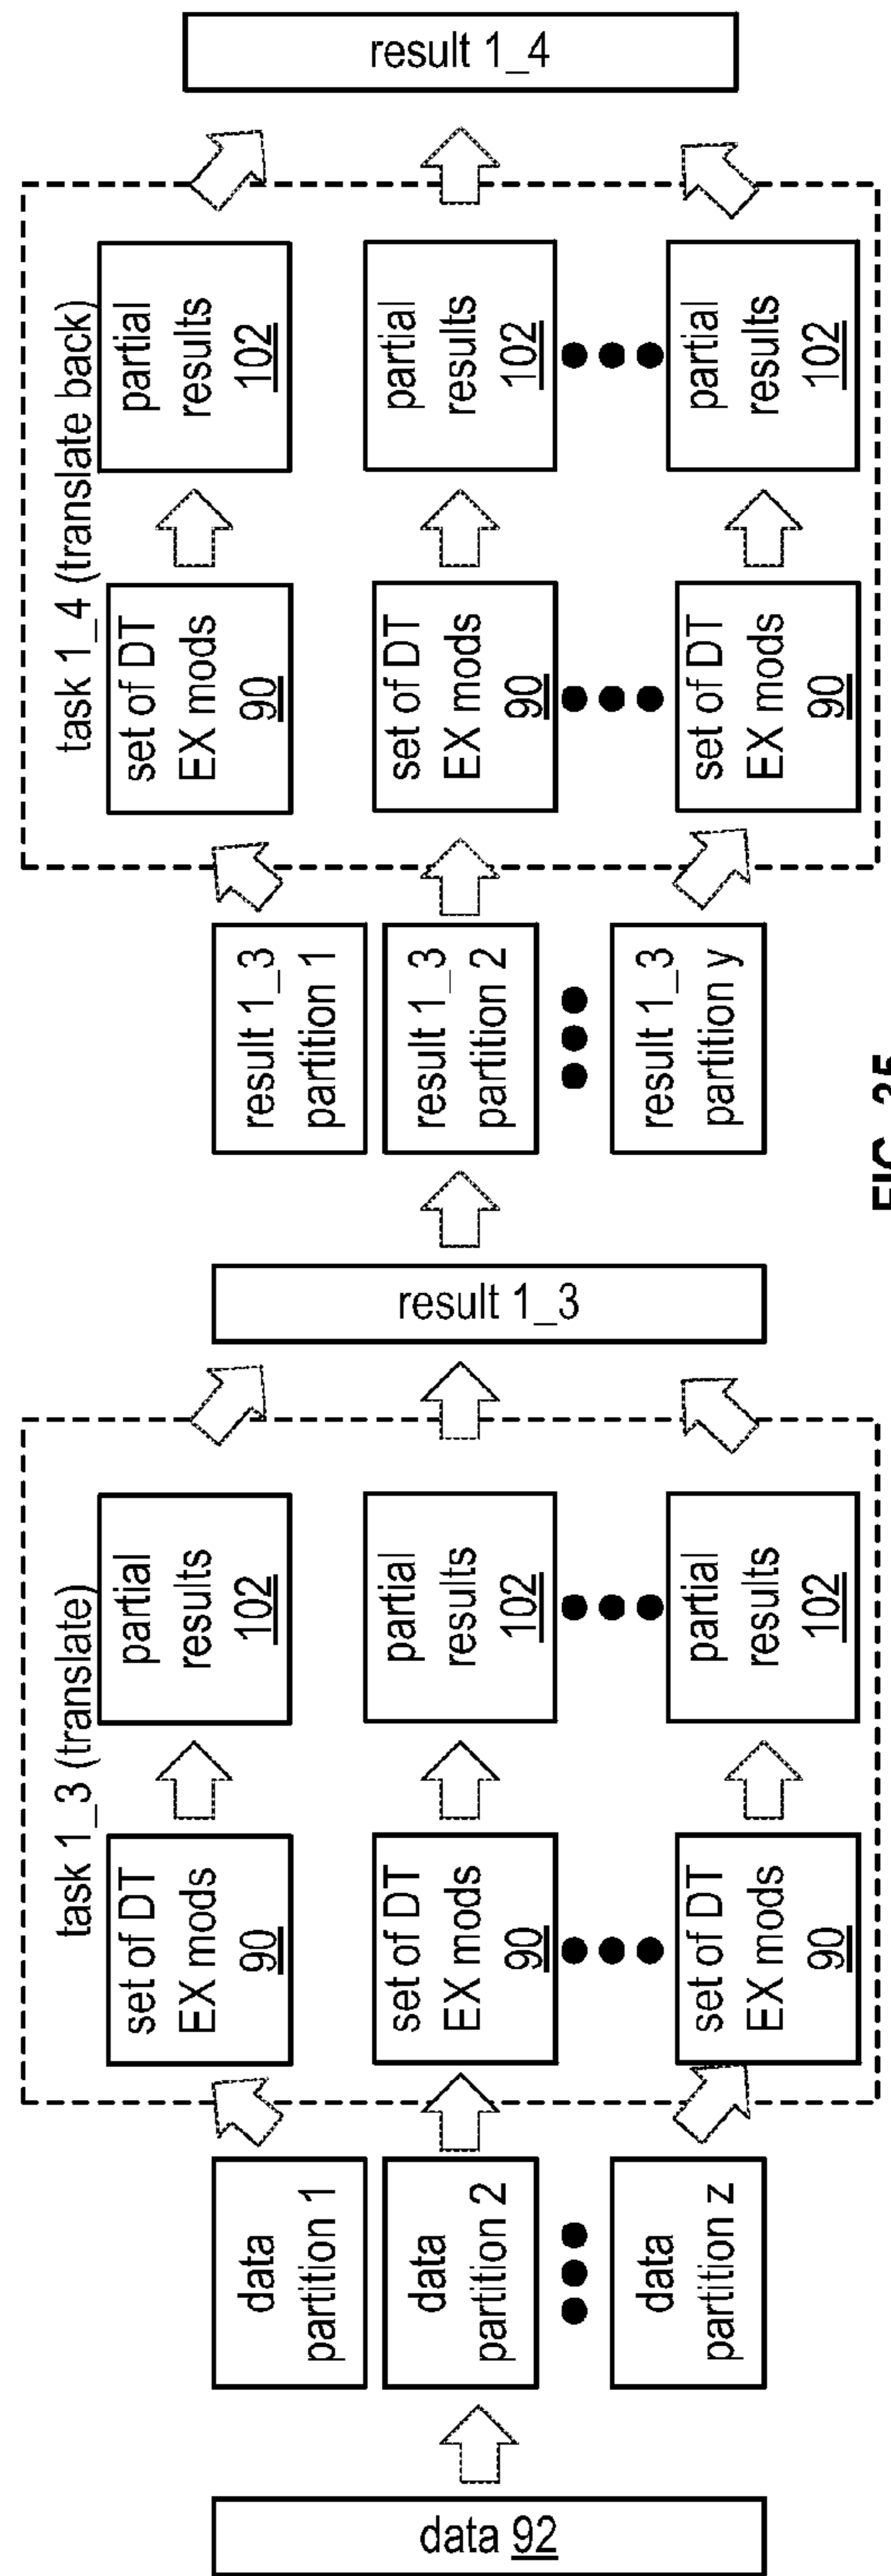 data 92
data
partition 1
data
partition 2
data
partition z
task 1_3 (translate)
set of DT
EX mods
90
partial
results
102
set of DT
EX mods
90
partial
results
102
set of DT
EX mods
90
partial
results
102
result 1_3
result 1_3
partition 1
result 1_3
partition 2
result 1_3
partition y
task 1_4 (translate back)
set of DT
EX mods
90
partial
results
102
set of DT
EX mods
90
partial
results
102
set of DT
EX mods
90
partial
results
102
result 1_4
FIG. 35